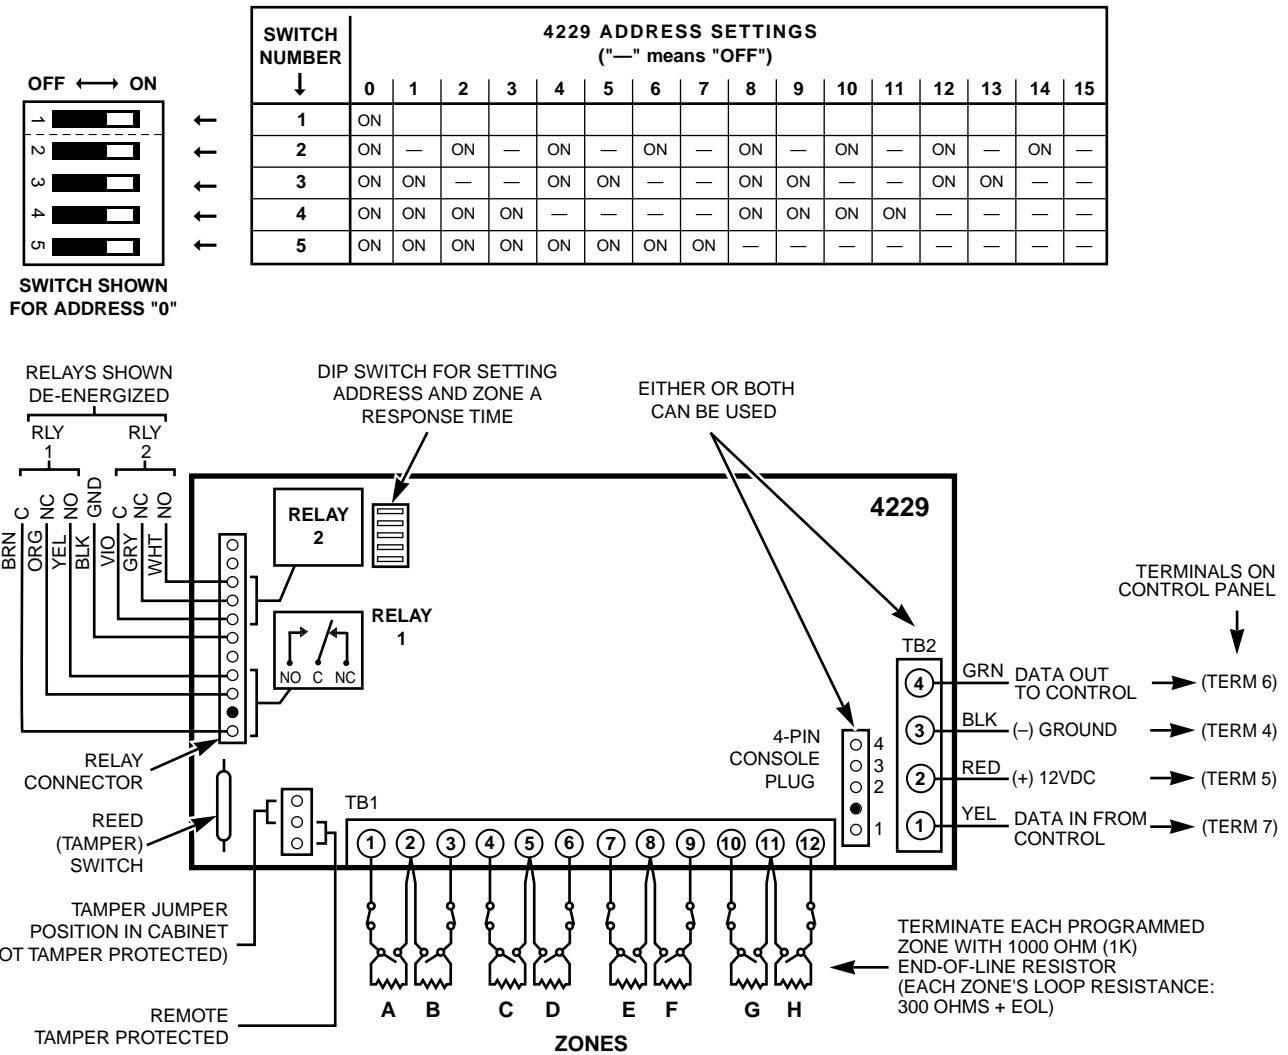 SWITCH NUMBER ↓ 4229 ADDRESS SETTINGS
("—" means "OFF")
0 1 2 3 4 5 6 7 8 9 10 11 12 13 14 15
1 ON
2 ON — ON — ON — ON — ON — ON — ON — ON —
3 ON ON — — ON ON — — ON ON — — ON ON — —
4 ON ON ON ON — — — — ON ON ON ON — — — —
5 ON ON ON ON ON ON ON ON — — — — — — — —
OFF ←→ ON
1
2
3
4
5
SWITCH SHOWN
FOR ADDRESS "0"
RELAYS SHOWN
DE-ENERGIZED
RLY
1
RLY
2
C NC NO GND C NC NO
BRN ORG YEL BLK VIO GRY WHT
DIP SWITCH FOR SETTING
ADDRESS AND ZONE A
RESPONSE TIME
EITHER OR BOTH
CAN BE USED
4229
RELAY
2
RELAY
1
NO C NC
RELAY
CONNECTOR
REED
(TAMPER)
SWITCH
TAMPER JUMPER
POSITION IN CABINET
OT TAMPER PROTECTED)
REMOTE
TAMPER PROTECTED
TB1
1 2 3 4 5 6 7 8 9 10 11 12
A B C D E F G H
ZONES
4-PIN
CONSOLE
PLUG
4
3
2
1
TB2
TERMINALS ON
CONTROL PANEL
4 GRN DATA OUT
TO CONTROL (TERM 6)
3 BLK (–) GROUND (TERM 4)
2 RED (+) 12VDC (TERM 5)
1 YEL DATA IN FROM
CONTROL (TERM 7)
TERMINATE EACH PROGRAMMED
ZONE WITH 1000 OHM (1K)
END-OF-LINE RESISTOR
(EACH ZONE'S LOOP RESISTANCE:
300 OHMS + EOL)